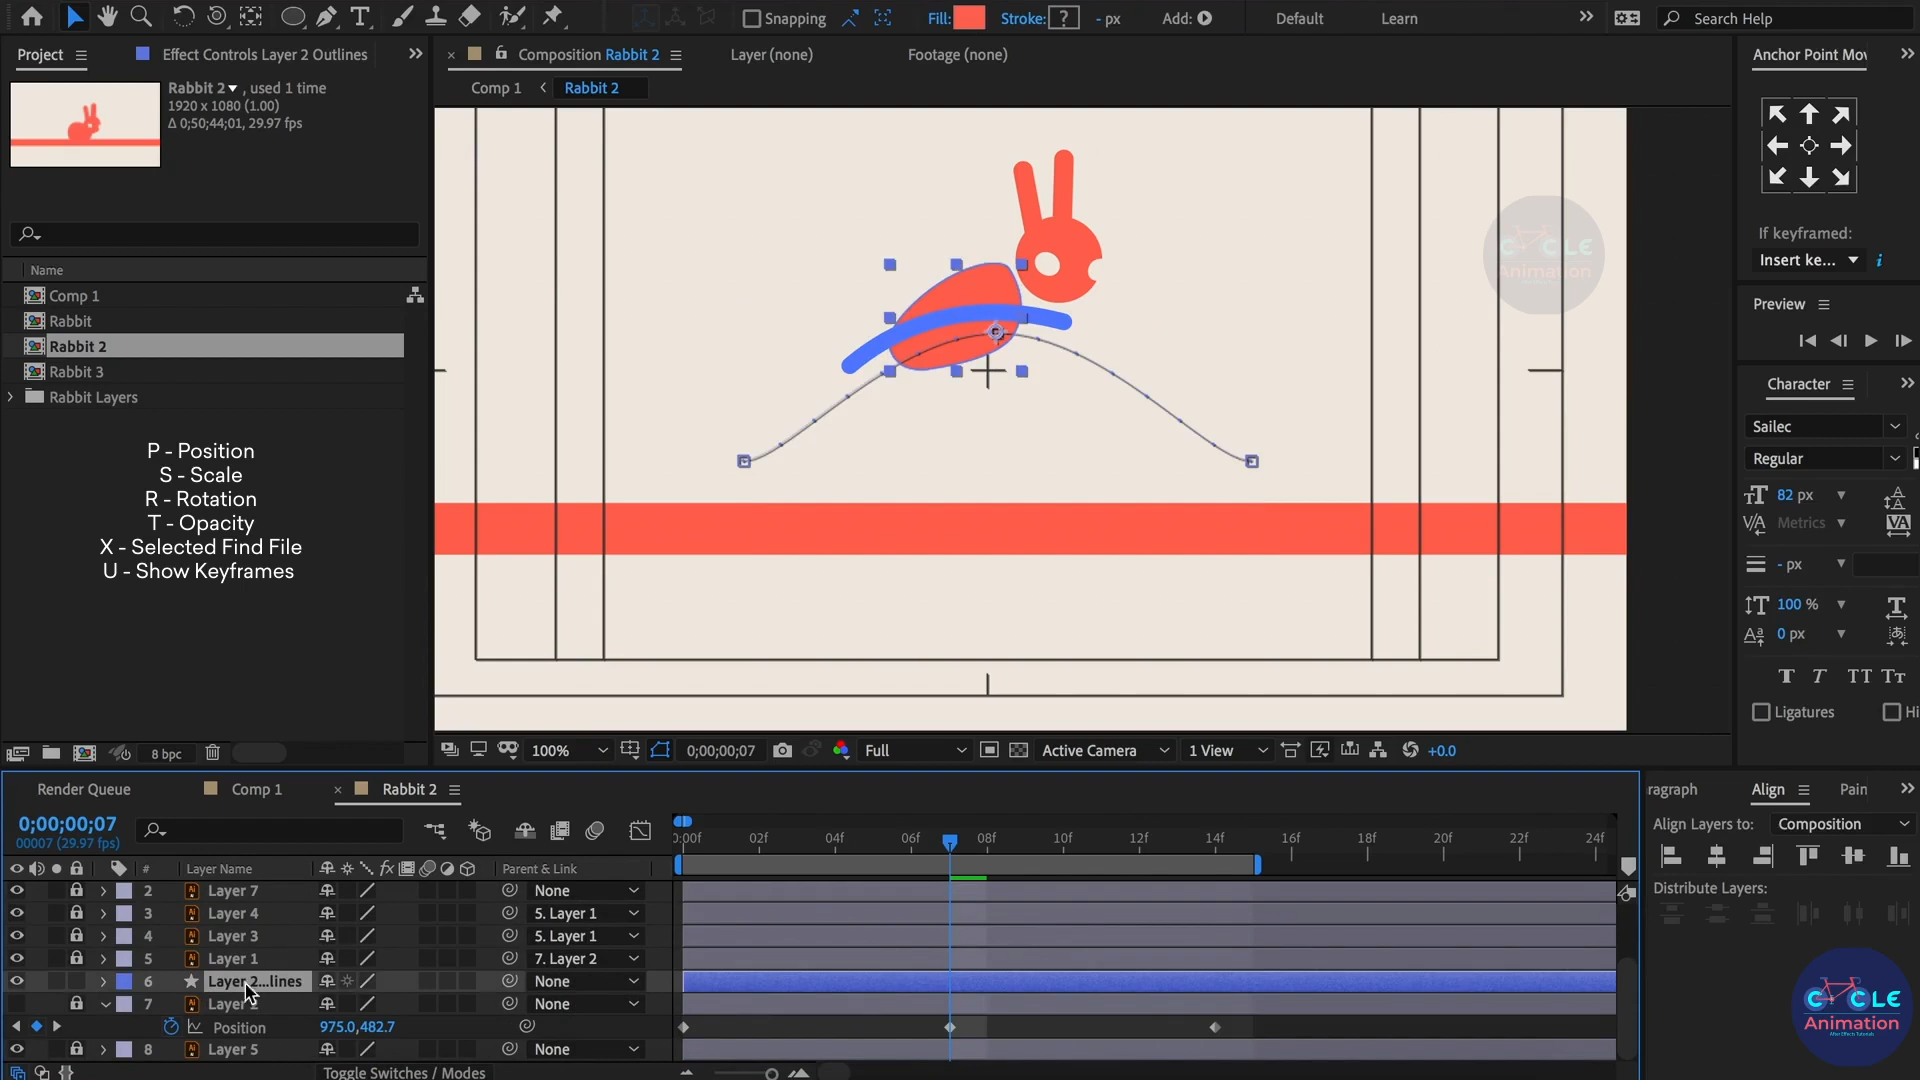 Snapping
Fill:
Stroke: ?
- px
Add:
Default
Learn
Search Help
Project
Effect Controls Layer 2 Outlines
Composition Rabbit 2
Layer (none)
Footage (none)
Anchor Point Mov
Rabbit 2 , used 1 time
1920 x 1080 (1.00)
Δ 0;50;44;01, 29.97 fps
Comp 1
Rabbit 2
Name
Comp 1
Rabbit
Rabbit 2
Rabbit 3
Rabbit Layers
P - Position
S - Scale
R - Rotation
T - Opacity
X - Selected Find File
U - Show Keyframes
CYCLE
Animation
If keyframed:
Insert ke...
Preview
Character
Sailec
Regular
82 px
Metrics
- px
100 %
0 px
Ligatures
Hi
8 bpc
100%
0;00;00;07
Full
Active Camera
1 View
+0.0
Render Queue
Comp 1
Rabbit 2
0;00;00;07
00007 (29.97 fps)
0:00f
02f
04f
06f
08f
10f
12f
14f
16f
18f
20f
22f
24f
# Layer Name
Parent & Link
2 Layer 7 None
3 Layer 4 5. Layer 1
4 Layer 3 5. Layer 1
5 Layer 1 7. Layer 2
6 Layer 2...lines None
7 Layer 2 None
Position 975.0,482.7
8 Layer 5 None
Toggle Switches / Modes
ragraph
Align
Pain
Align Layers to: Composition
Distribute Layers:
CYCLE
Animation
After Effects Tutorials